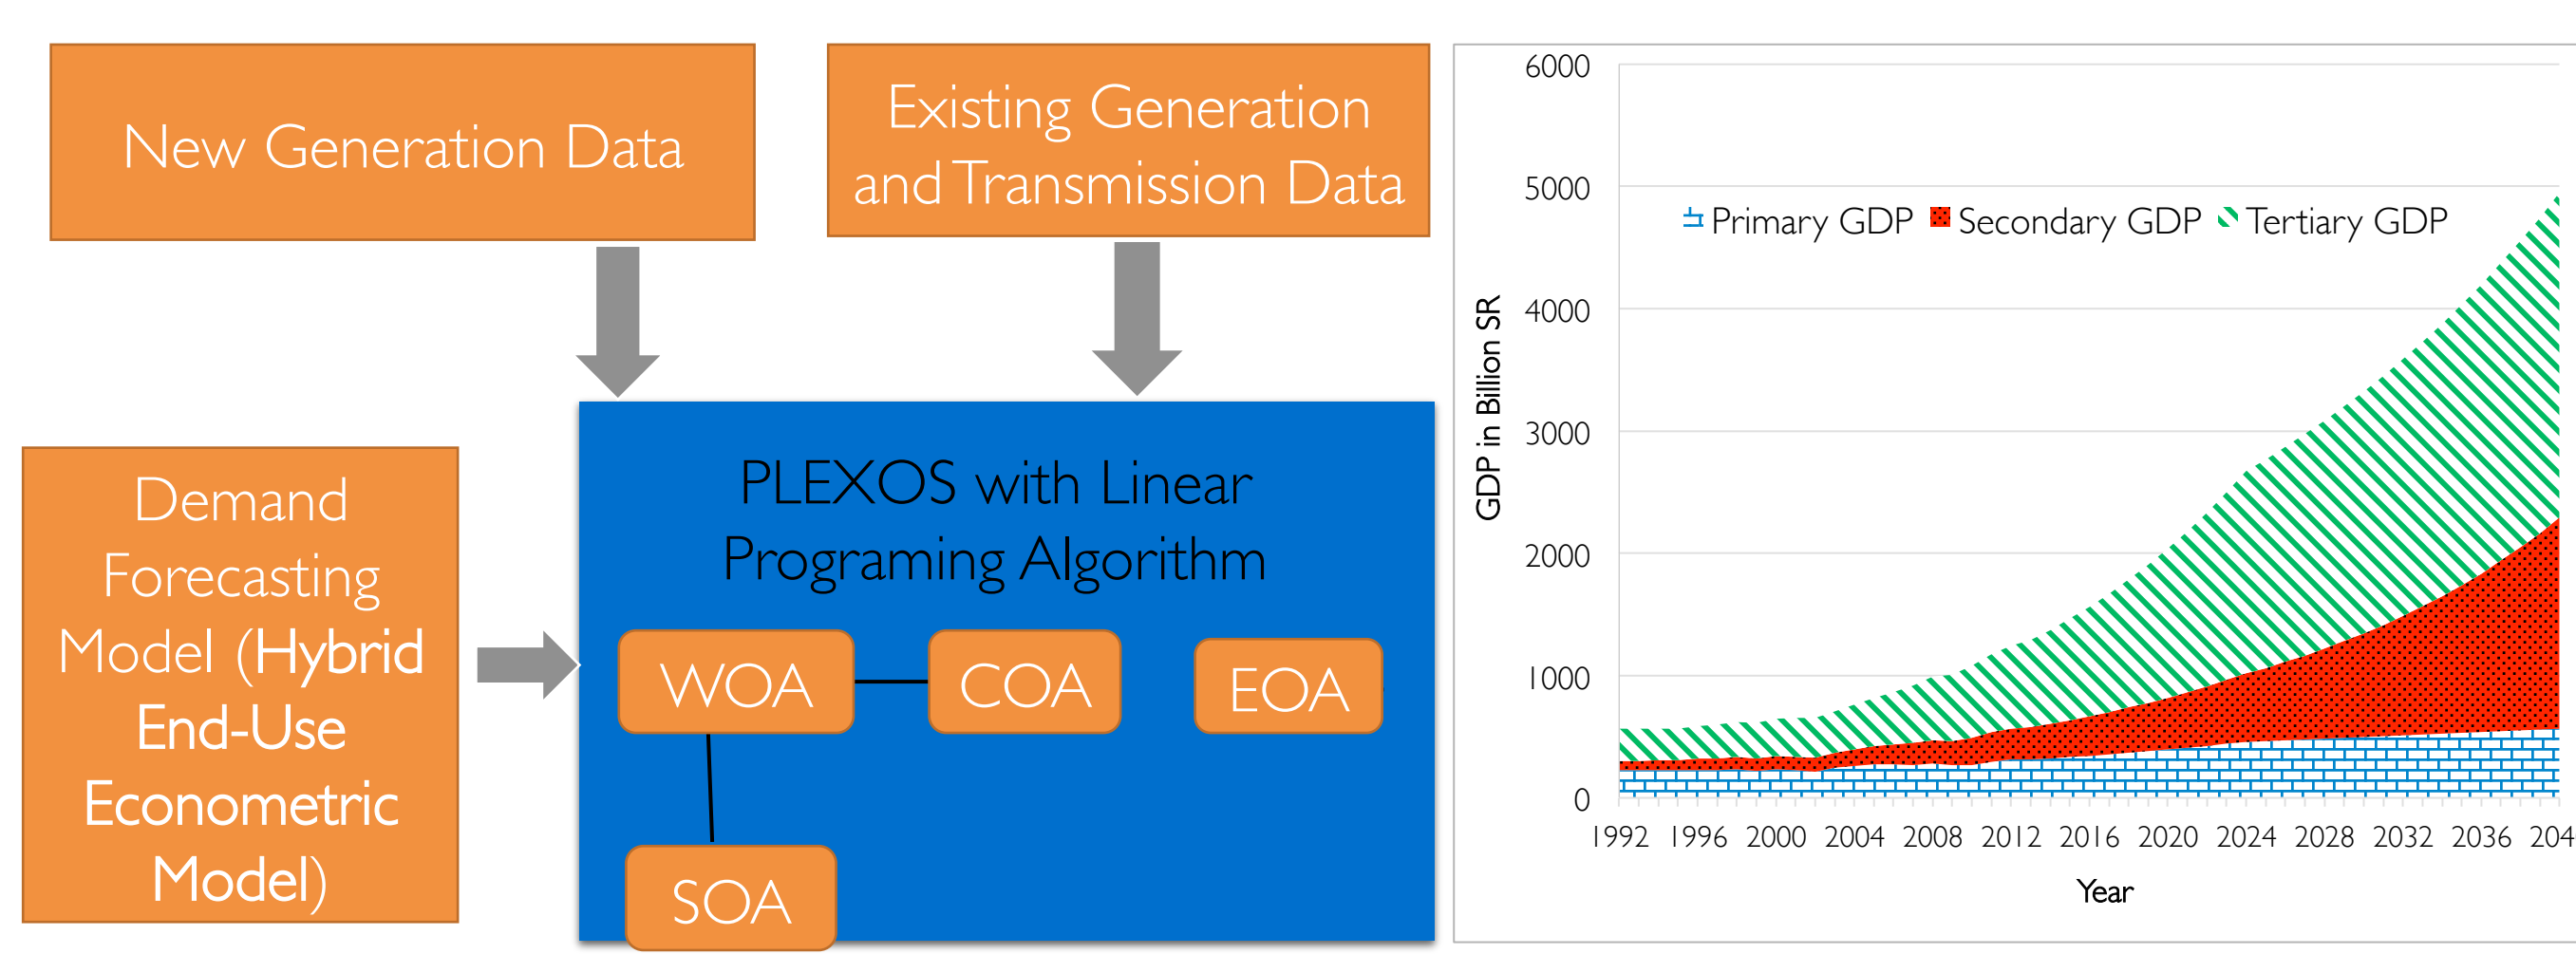 New Generation Data
Existing Generation
and Transmission Data
Demand
Forecasting
Model (Hybrid
End-Use
Econometric
Model)
PLEXOS with Linear
Programing Algorithm
WOA
COA
EOA
SOA
6000
5000
4000
3000
2000
1000
0
GDP in Billion SR
Primary GDP Secondary GDP Tertiary GDP
1992 1996 2000 2004 2008 2012 2016 2020 2024 2028 2032 2036 204
Year